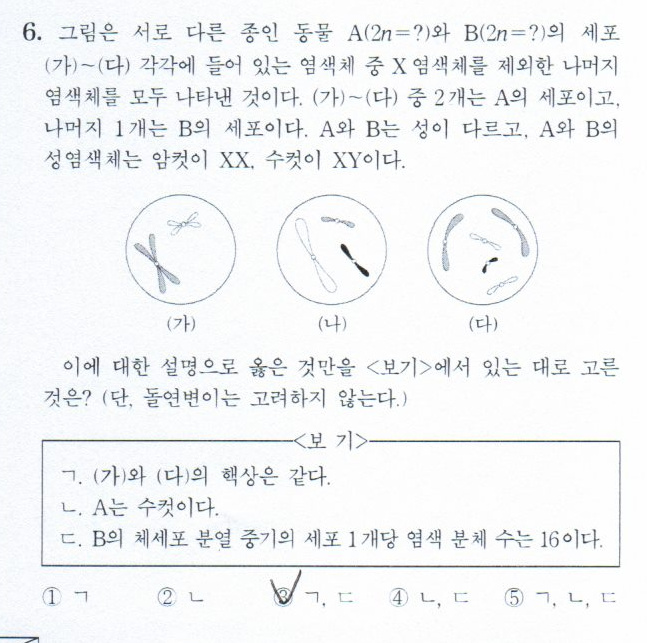 6. 그림은 서로 다른 종인 동물 A(2n=?)와 B(2n=?)의 세포
(가)~(다) 각각에 들어 있는 염색체 중 X 염색체를 제외한 나머지
염색체를 모두 나타낸 것이다. (가)~(다) 중 2개는 A의 세포이고,
나머지 1개는 B의 세포이다. A와 B는 성이 다르고, A와 B의
성염색체는 암컷이 XX, 수컷이 XY이다.
(가) (나) (다)
이에 대한 설명으로 옳은 것만을 <보기>에서 있는 대로 고른
것은? (단, 돌연변이는 고려하지 않는다.)
<보 기>
ㄱ. (가)와 (다)의 핵상은 같다.
ㄴ. A는 수컷이다.
ㄷ. B의 체세포 분열 중기의 세포 1개당 염색 분체 수는 16이다.
① ㄱ ② ㄴ ③ ㄱ, ㄷ ④ ㄴ, ㄷ ⑤ ㄱ, ㄴ, ㄷ